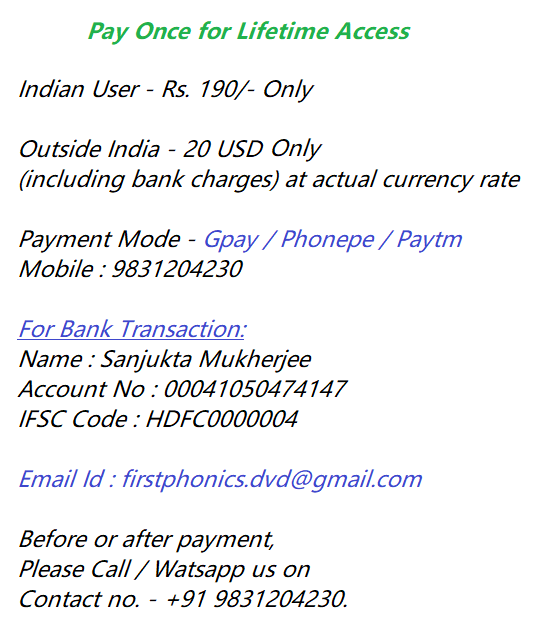 Pay Once for Lifetime Access
Indian User - Rs. 190/- Only
Outside India - 20 USD Only
(including bank charges) at actual currency rate
Payment Mode - Gpay / Phonepe / Paytm
Mobile : 9831204230
For Bank Transaction:
Name : Sanjukta Mukherjee
Account No : 00041050474147
IFSC Code : HDFC0000004
Email Id : firstphonics.dvd@gmail.com
Before or after payment,
Please Call / Watsapp us on
Contact no. - +91 9831204230.